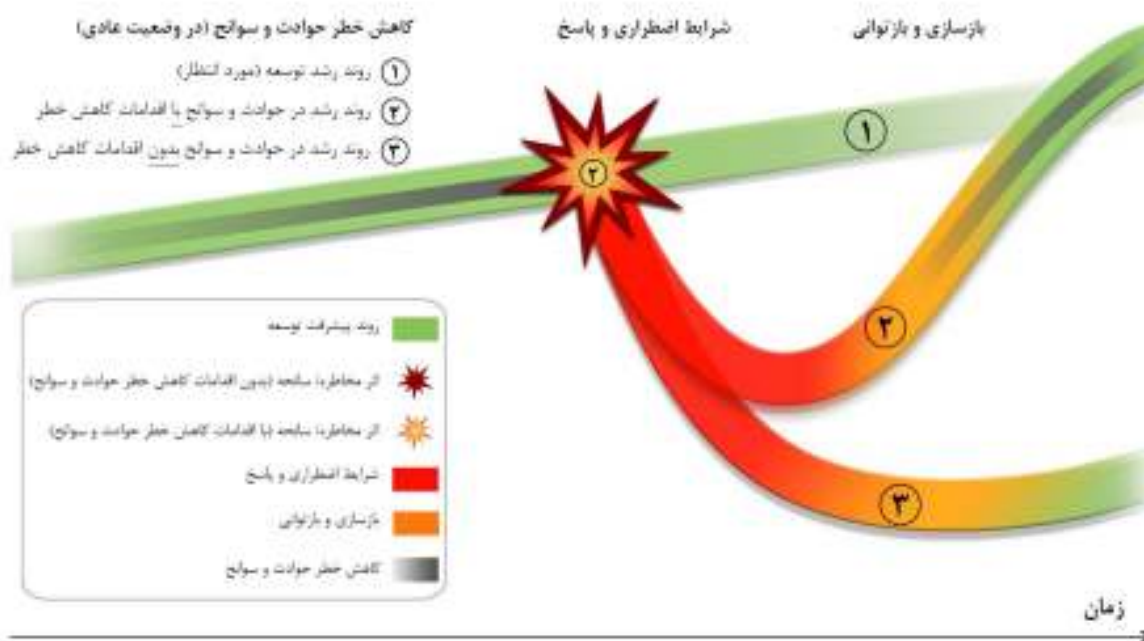 کاهش خطر حوادث و سوانح (در وضعیت عادی)
شرایط اضطراری و پاسخ
بازسازی و بازتوانی
۱ روند رشد توسعه (مورد انتظار)
۲ روند رشد در حوادث و سوانح با اقدامات کاهش خطر
۳ روند رشد در حوادث و سوانح بدون اقدامات کاهش خطر
۱
۲
۲
۳
روند پیشرفت توسعه
اثر مخاطره/ سانحه (بدون اقدامات کاهش خطر حوادث و سوانح)
اثر مخاطره/ سانحه (با اقدامات کاهش خطر حوادث و سوانح)
شرایط اضطراری و پاسخ
بازسازی و بازتوانی
کاهش خطر حوادث و سوانح
زمان